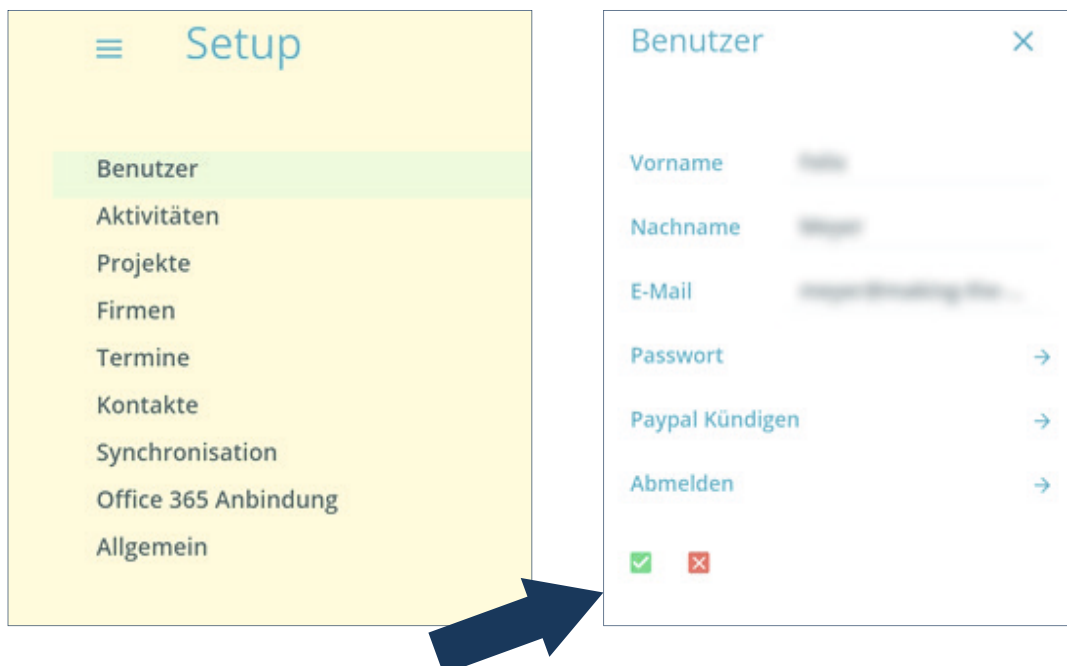 Setup
Benutzer
Aktivitäten
Projekte
Firmen
Termine
Kontakte
Synchronisation
Office 365 Anbindung
Allgemein
Benutzer
Vorname
Nachname
E-Mail
Passwort
Paypal Kündigen
Abmelden